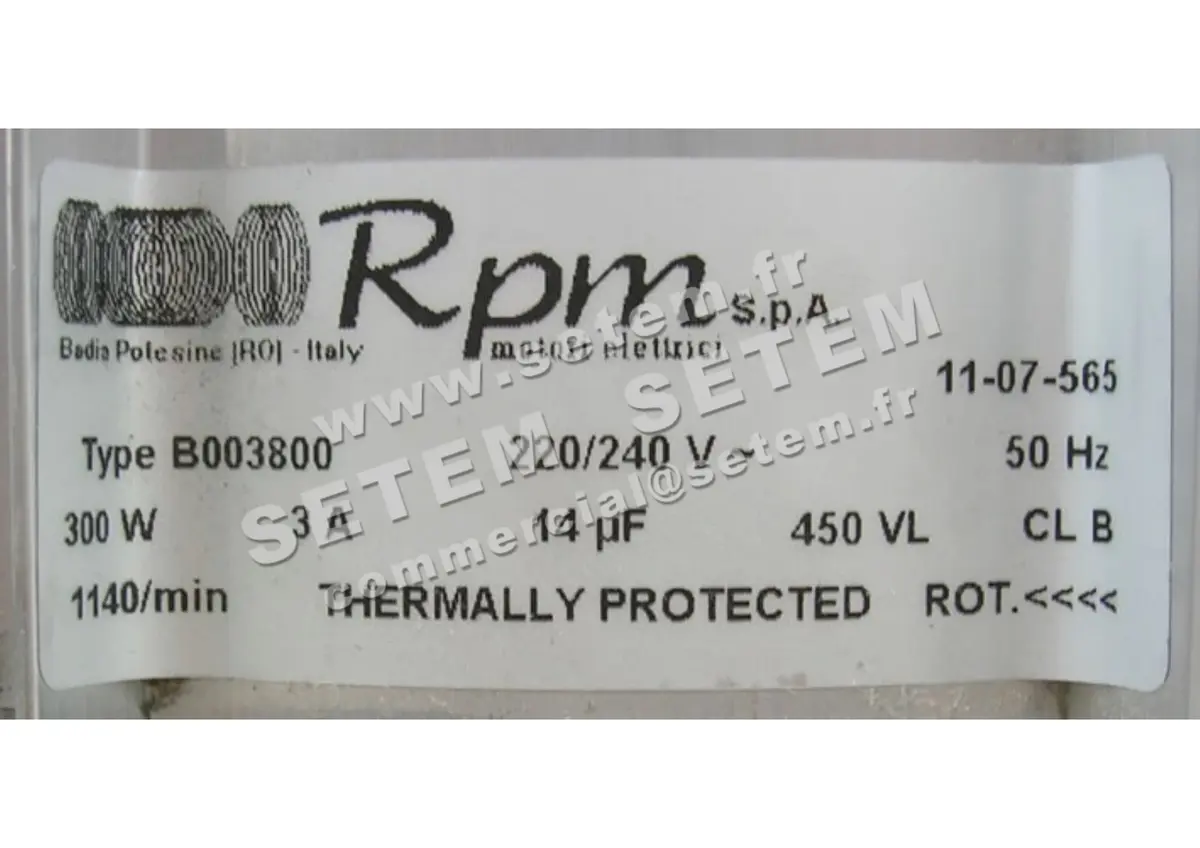 Rpm s.p.A.
motori elettrici
Badia Polesine (RO) - Italy
11-07-565
Type B003800 220/240 V ~ 50 Hz
300 W 3 A 14 µF 450 VL CL B
1140/min THERMALLY PROTECTED ROT.<<<<
www.setem.fr
SETEM SETEM
commercial@setem.fr